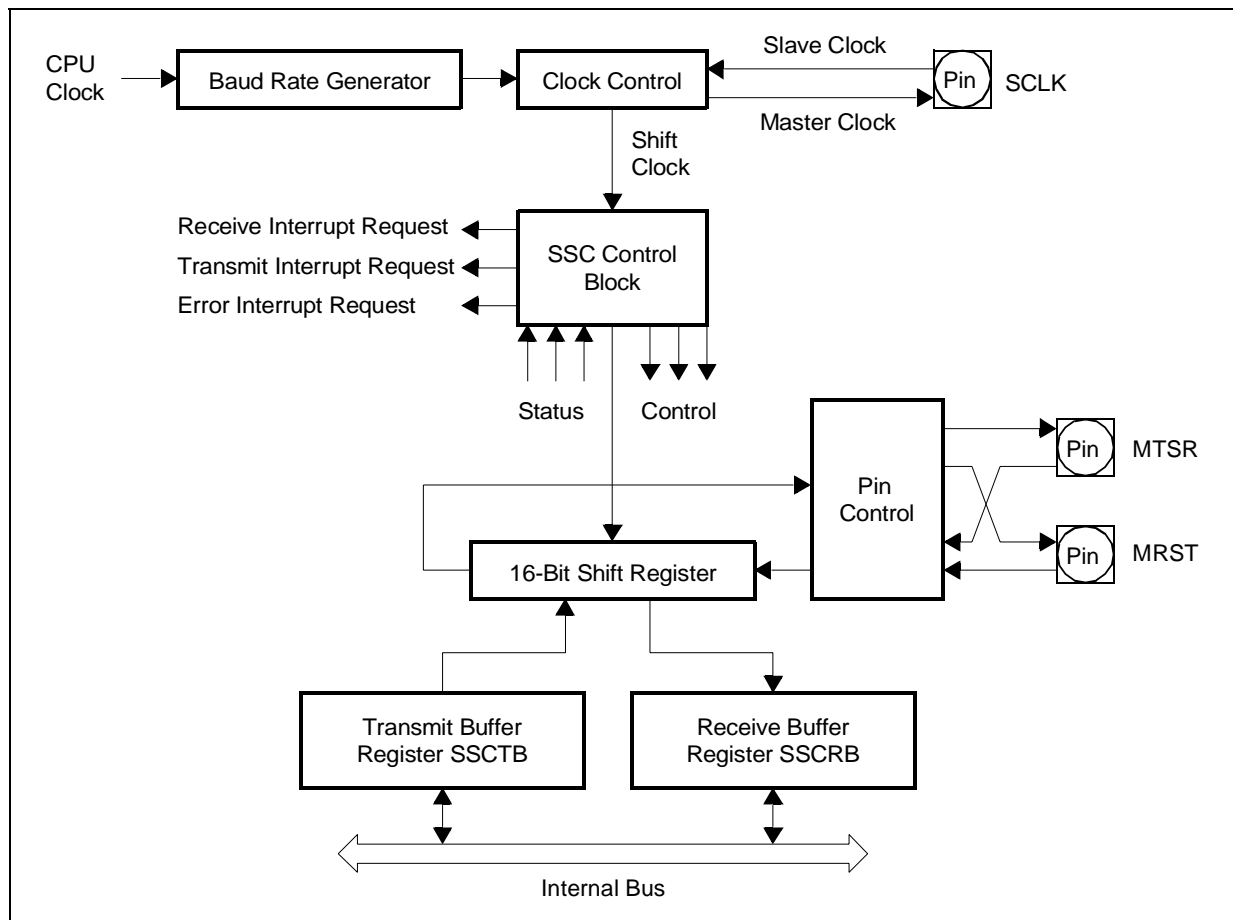 CPU
Clock
Baud Rate Generator
Clock Control
Slave Clock
Master Clock
Pin
SCLK
Shift
Clock
Receive Interrupt Request
Transmit Interrupt Request
Error Interrupt Request
SSC Control
Block
Status
Control
Pin
Control
Pin
MTSR
Pin
MRST
16-Bit Shift Register
Transmit Buffer
Register SSCTB
Receive Buffer
Register SSCRB
Internal Bus